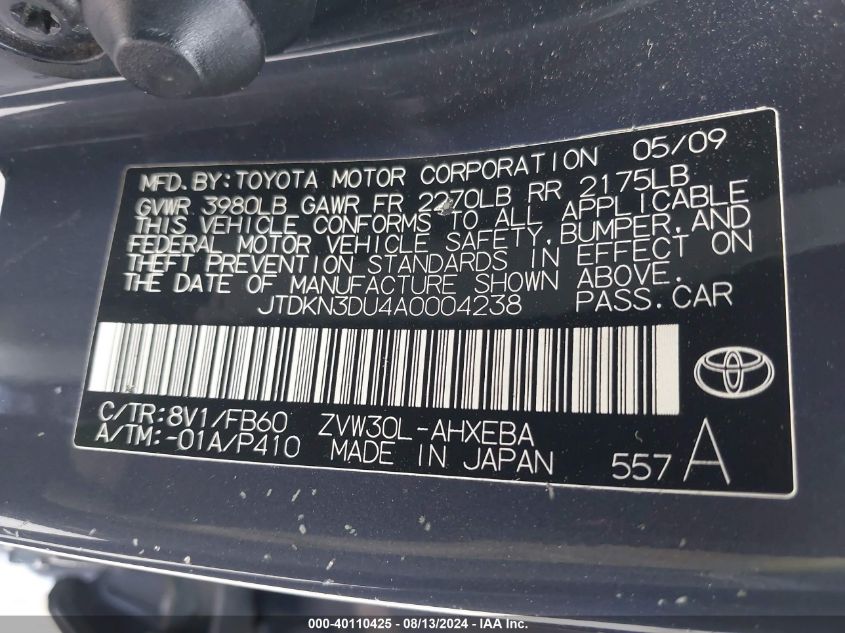 MFD. BY: TOYOTA MOTOR CORPORATION 05/09
GVWR 3980LB GAWR FR 2270LB RR 2175LB
THIS VEHICLE CONFORMS TO ALL APPLICABLE
FEDERAL MOTOR VEHICLE SAFETY, BUMPER, AND
THEFT PREVENTION STANDARDS IN EFFECT ON
THE DATE OF MANUFACTURE SHOWN ABOVE.
JTDKN3DU4A0004238 PASS. CAR
C/TR: 8V1/FB60 ZVW30L-AHXEBA
A/TM: -01A/P410 MADE IN JAPAN 557 A
000-40110425 - 08/13/2024 - IAA Inc.